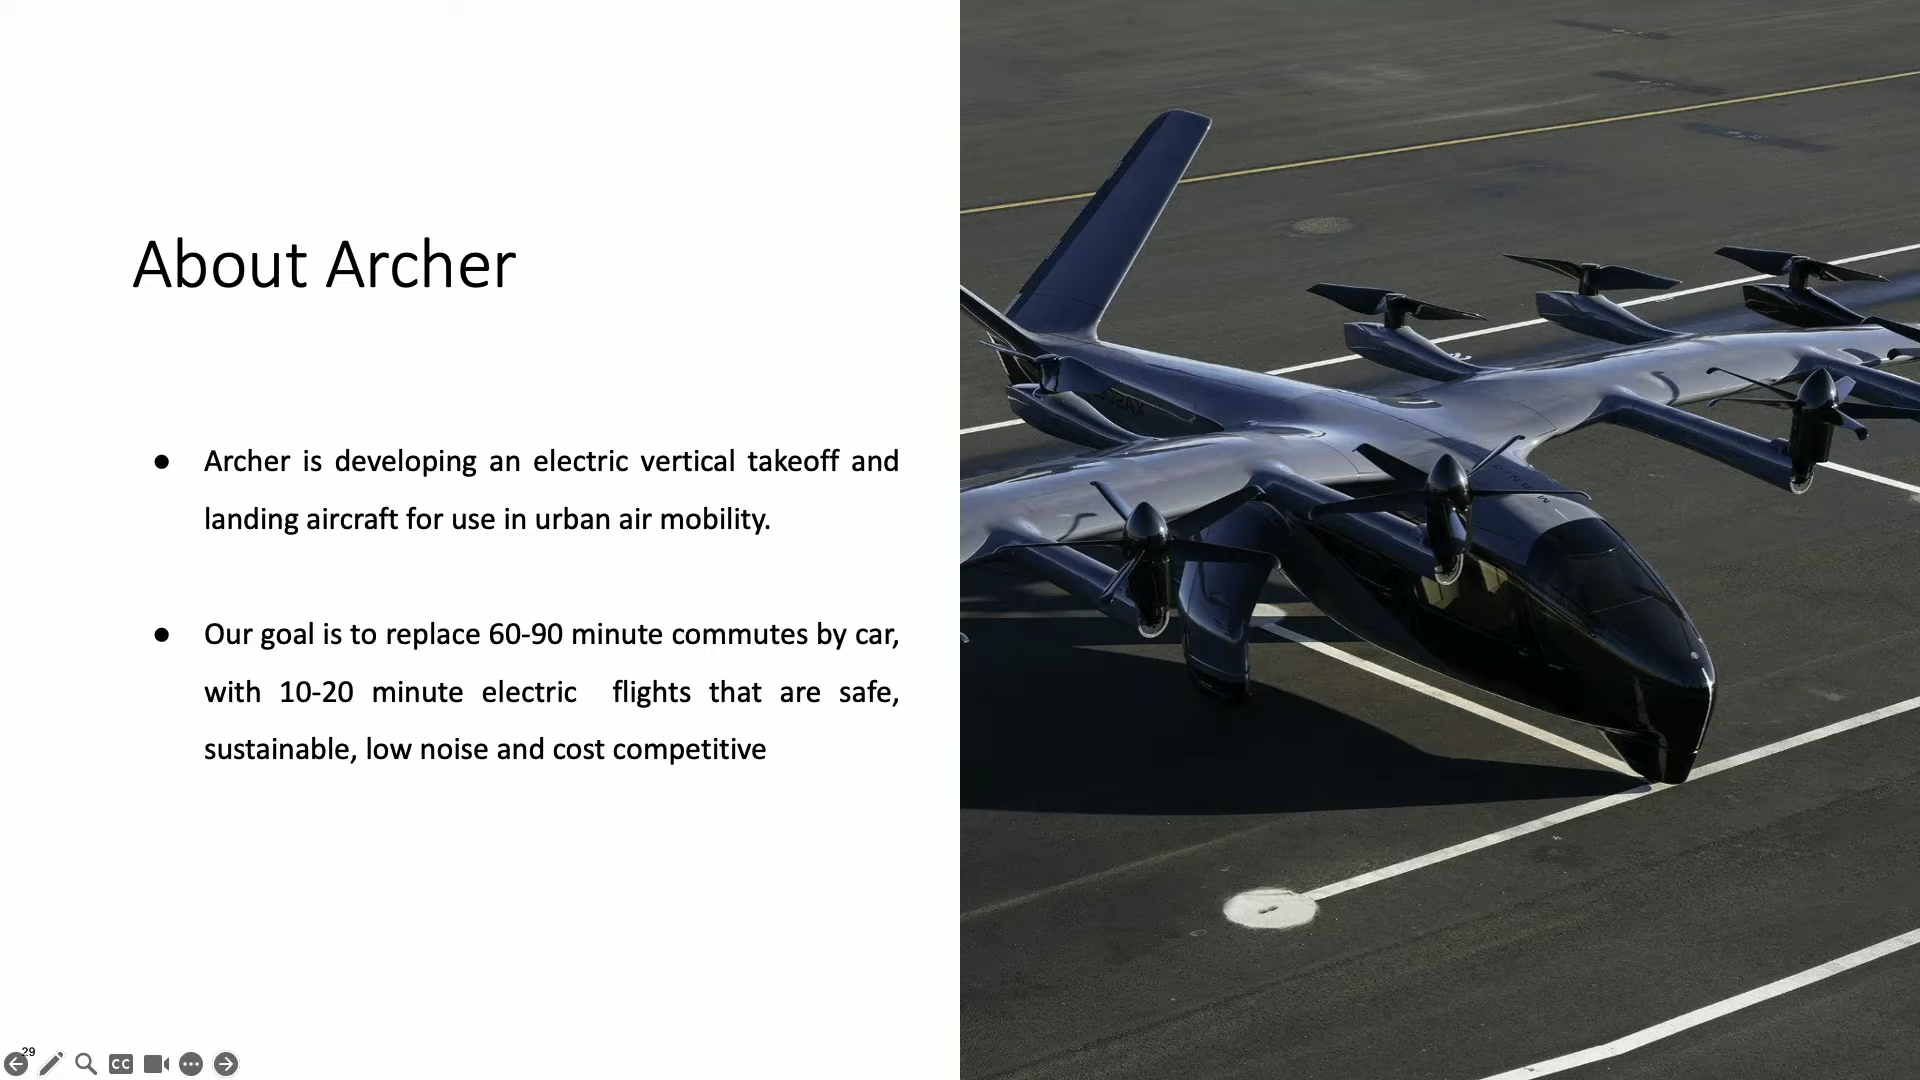 About Archer
● Archer is developing an electric vertical takeoff and
landing aircraft for use in urban air mobility.
● Our goal is to replace 60-90 minute commutes by car,
with 10-20 minute electric flights that are safe,
sustainable, low noise and cost competitive
29
CC